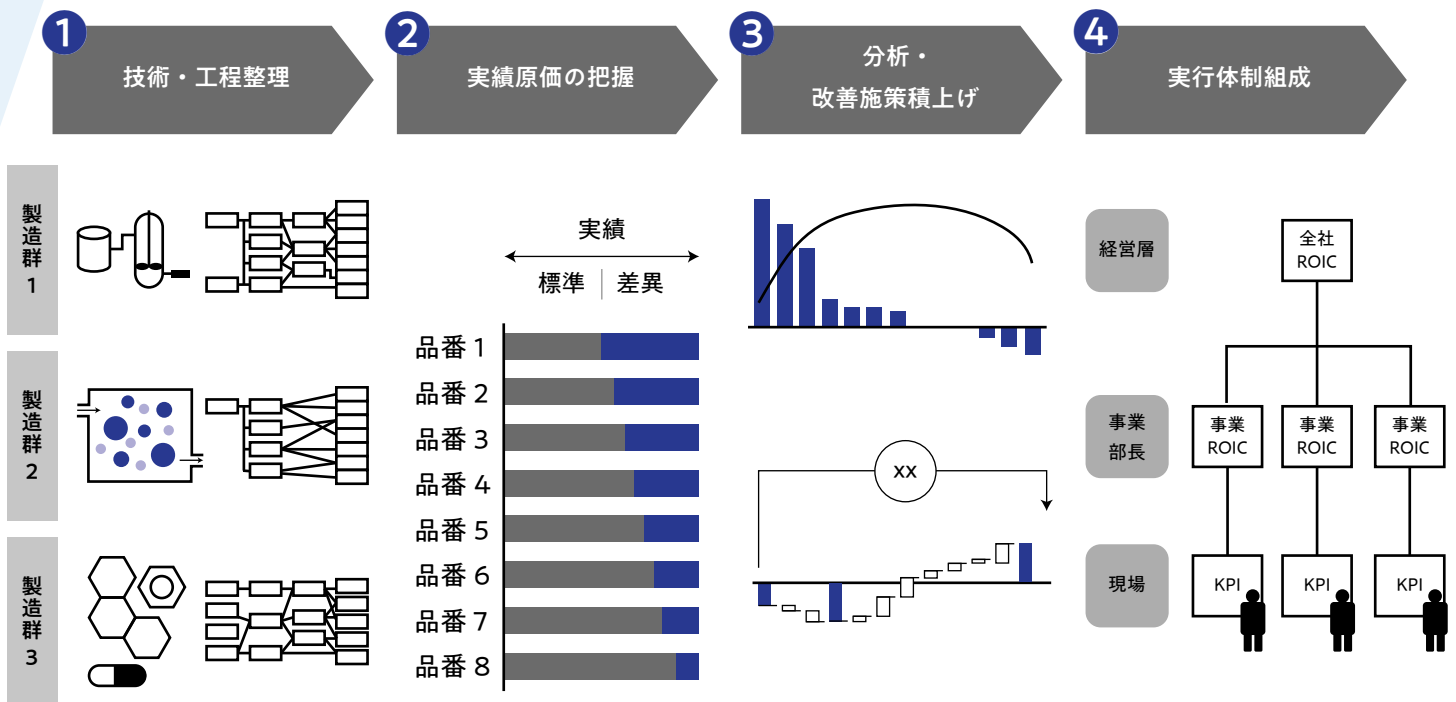 1
技術・工程整理
2
実績原価の把握
3
分析・
改善施策積上げ
4
実行体制組成
製造群1
製造群2
製造群3
実績
標準
差異
品番 1
品番 2
品番 3
品番 4
品番 5
品番 6
品番 7
品番 8
xx
経営層
全社
ROIC
事業
部長
事業
ROIC
事業
ROIC
事業
ROIC
現場
KPI
KPI
KPI